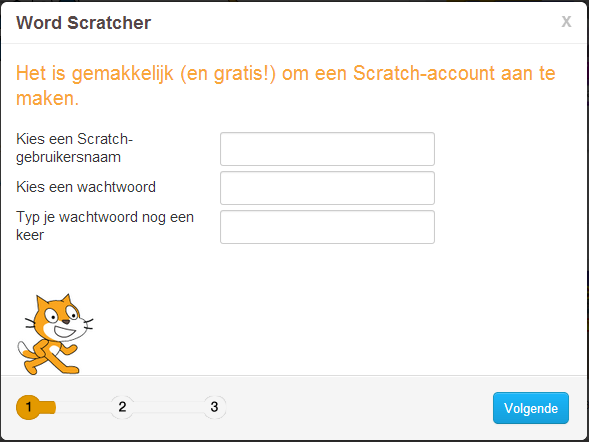 Word Scratcher
x
Het is gemakkelijk (en gratis!) om een Scratch-account aan te
maken.
Kies een Scratch-
gebruikersnaam
Kies een wachtwoord
Typ je wachtwoord nog een
keer
1 2 3
Volgende